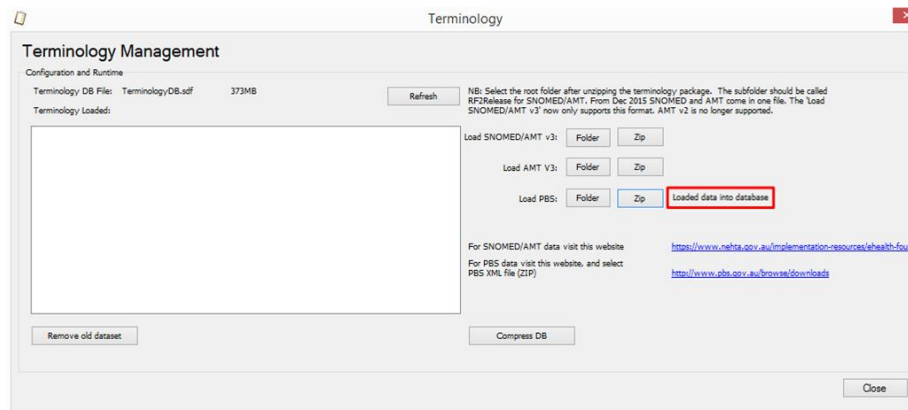 Terminology
Terminology Management
Configuration and Runtime
Terminology DB File: TerminologyDB.sdf 373MB
Refresh
Terminology Loaded:
NB: Select the root folder after unzipping the terminology package. The subfolder should be called
RF2Release for SNOMED/AMT. From Dec 2015 SNOMED and AMT come in one file. The 'Load
SNOMED/AMT v3' now only supports this format. AMT v2 is no longer supported.
Load SNOMED/AMT v3: Folder Zip
Load AMT V3: Folder Zip
Load PBS: Folder Zip Loaded data into database
For SNOMED/AMT data visit this website https://www.nehta.gov.au/implementation-resources/ehealth-fou
For PBS data visit this website, and select
PBS XML file (ZIP) http://www.pbs.gov.au/browse/downloads
Remove old dataset
Compress DB
Close